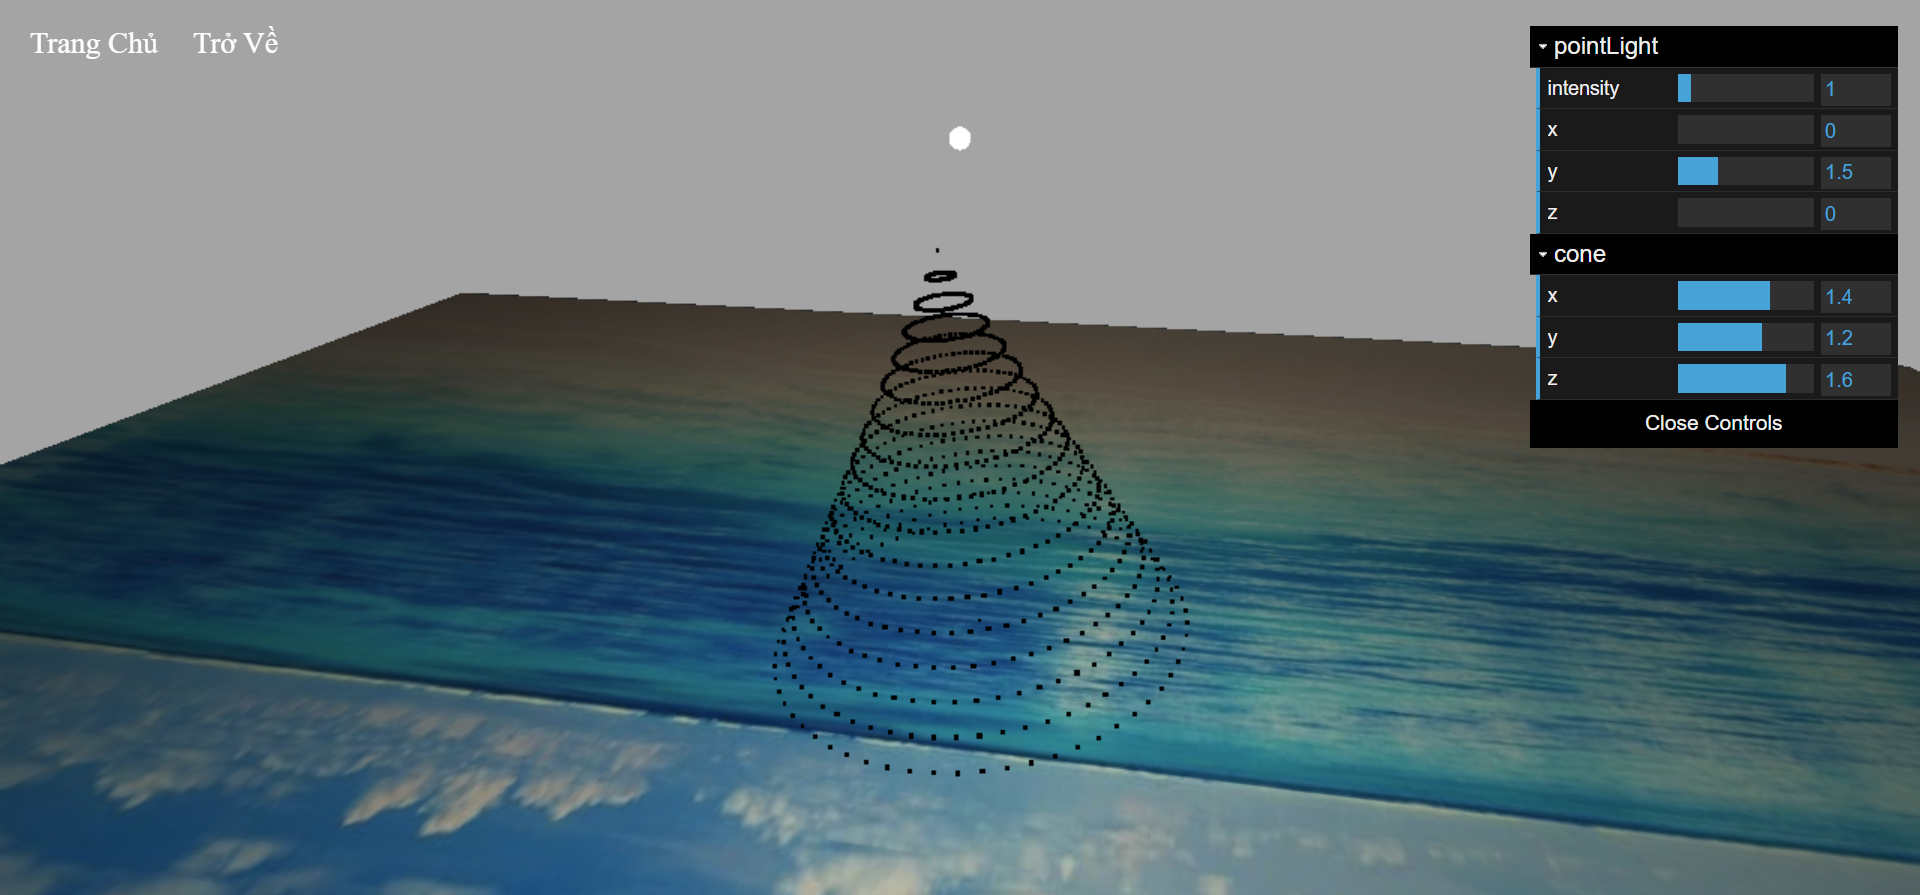 Trang Chủ Trở Về
pointLight
intensity 1
x 0
y 1.5
z 0
cone
x 1.4
y 1.2
z 1.6
Close Controls